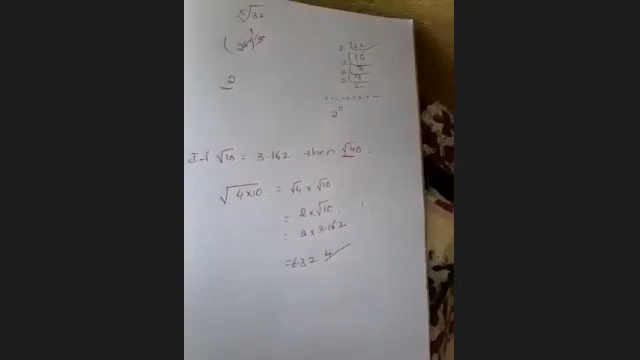 ⁵√32
(2⁵)^1/5
2
2 | 32
2 | 16
2 | 8
2 | 4
2
2⁵
If √10 = 3.162 then √40.
√4×10 = √4 × √10
= 2 × √10
= 2 × 3.162
= 6.324